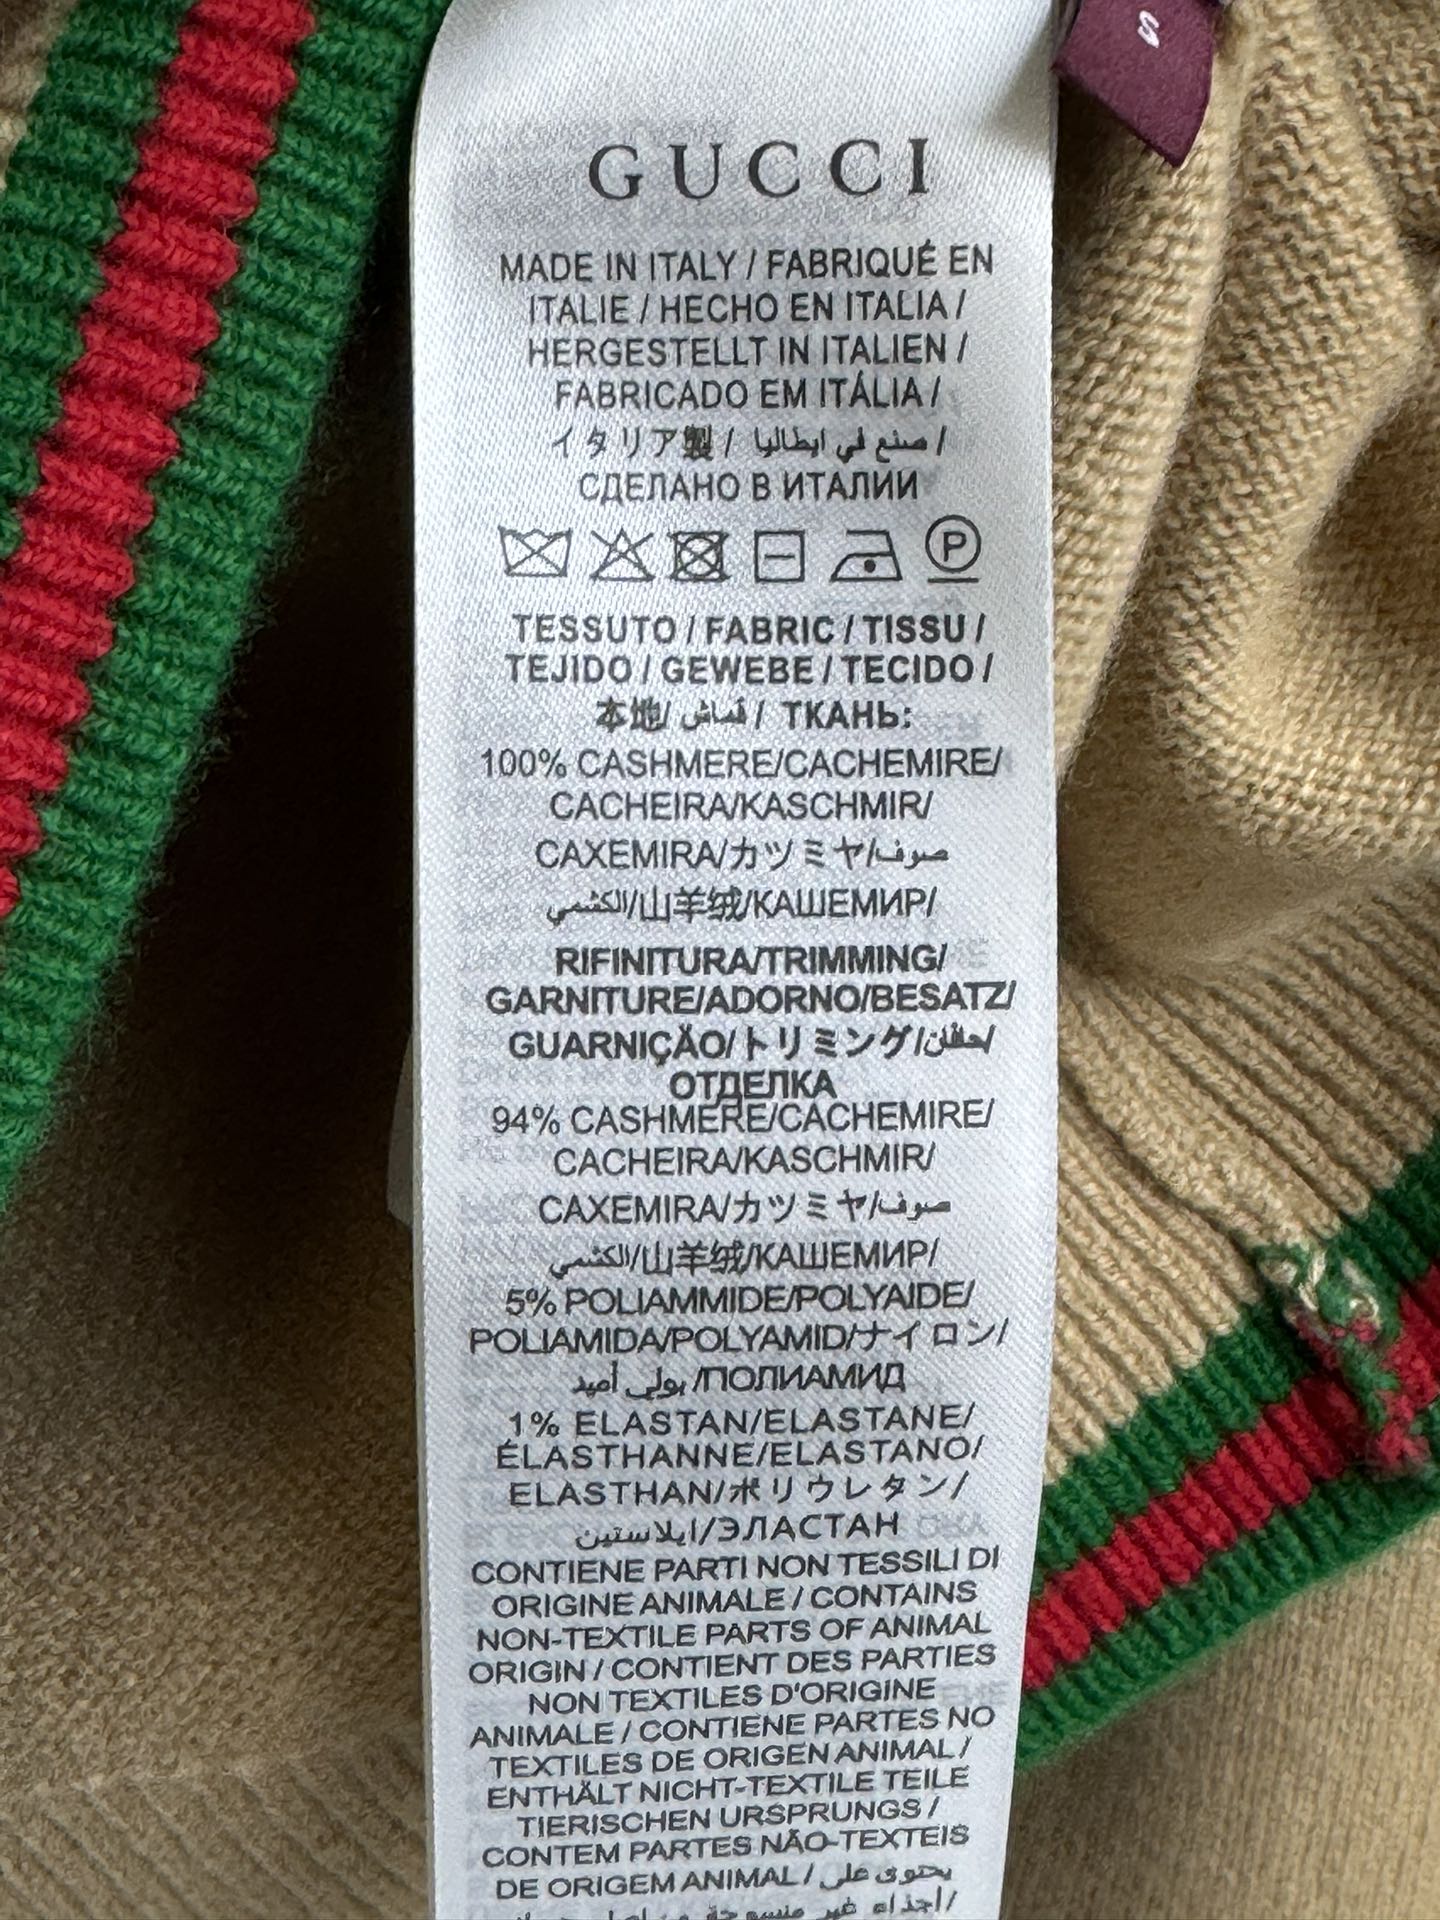 S
GUCCI
MADE IN ITALY / FABRIQUÉ EN
ITALIE / HECHO EN ITALIA /
HERGESTELLT IN ITALIEN /
FABRICADO EM ITÁLIA /
イタリア製 / صنع في ايطاليا /
СДЕЛАНО В ИТАЛИИ
P
TESSUTO / FABRIC / TISSU /
TEJIDO / GEWEBE / TECIDO /
本地/ قماش / ТКАНЬ:
100% CASHMERE/CACHEMIRE/
CACHEIRA/KASCHMIR/
CAXEMIRA/カツミヤ/صوف
الكشمي/山羊绒/КАШЕМИР/
RIFINITURA/TRIMMING/
GARNITURE/ADORNO/BESATZ/
GUARNIÇÃO/トリミング/
ОТДЕЛКА
94% CASHMERE/CACHEMIRE/
CACHEIRA/KASCHMIR/
CAXEMIRA/カツミヤ/صوف
الكشمي/山羊绒/КАШЕМИР/
5% POLIAMMIDE/POLYAIDE/
POLIAMIDA/POLYAMID/ナイロン/
بولي أميد/ПОЛИАМИД
1% ELASTAN/ELASTANE/
ÉLASTHANNE/ELASTANO/
ELASTHAN/ポリウレタン/
ايلاستين/ЭЛАСТАН
CONTIENE PARTI NON TESSILI DI
ORIGINE ANIMALE / CONTAINS
NON-TEXTILE PARTS OF ANIMAL
ORIGIN / CONTIENT DES PARTIES
NON TEXTILES D'ORIGINE
ANIMALE / CONTIENE PARTES NO
TEXTILES DE ORIGEN ANIMAL /
ENTHÄLT NICHT-TEXTILE TEILE
TIERISCHEN URSPRUNGS /
CONTEM PARTES NÃO-TEXTEIS
DE ORIGEM ANIMAL / يحتوى على
أجزاء غير منسوجة من